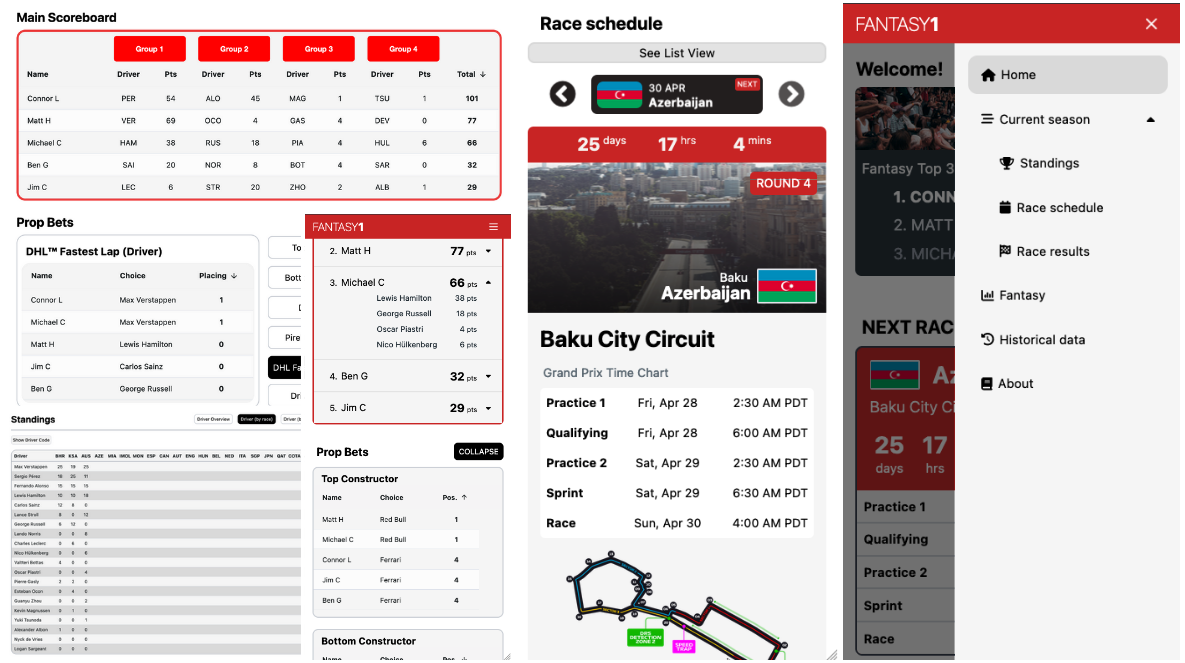 Main Scoreboard
Group 1 Group 2 Group 3 Group 4
Name Driver Pts Driver Pts Driver Pts Driver Pts Total ↓
Connor L PER 54 ALO 45 MAG 1 TSU 1 101
Matt H VER 69 OCO 4 GAS 4 DEV 0 77
Michael C HAM 38 RUS 18 PIA 4 HUL 6 66
Ben G SAI 20 NOR 8 BOT 4 SAR 0 32
Jim C LEC 6 STR 20 ZHO 2 ALB 1 29
Prop Bets
DHL™ Fastest Lap (Driver)
Name Choice Placing ↓
Connor L Max Verstappen 1
Michael C Max Verstappen 1
Matt H Lewis Hamilton 0
Jim C Carlos Sainz 0
Ben G George Russell 0
To
Bott
D
Pire
DHL Fa
Dri
Standings
Driver Overview Driver (by race) Driver (b
Show Driver Code
Driver BHR KSA AUS AZE MIA IMOL MON ESP CAN AUT ENG HUN BEL NED ITA SGP JPN QAT COTA
Max Verstappen 25 19 25
Sergio Pérez 18 25 11
Fernando Alonso 15 15 15
Lewis Hamilton 10 10 18
Carlos Sainz 12 8 0
Lance Stroll 8 0 12
George Russell 6 12 0
Lando Norris 0 0 8
Charles Leclerc 0 6 0
Nico Hülkenberg 0 0 6
Valtteri Bottas 4 0 0
Oscar Piastri 0 0 4
Pierre Gasly 2 2 0
Esteban Ocon 0 4 0
Guanyu Zhou 0 0 2
Kevin Magnussen 0 1 0
Yuki Tsunoda 0 0 1
Alexander Albon 1 0 0
Nyck de Vries 0 0 0
Logan Sargeant 0 0 0
FANTASY1
2. Matt H 77 pts
3. Michael C 66 pts
Lewis Hamilton 38 pts
George Russell 18 pts
Oscar Piastri 4 pts
Nico Hülkenberg 6 pts
4. Ben G 32 pts
5. Jim C 29 pts
Prop Bets COLLAPSE
Top Constructor
Name Choice Pos. ↑
Matt H Red Bull 1
Michael C Red Bull 1
Connor L Ferrari 4
Jim C Ferrari 4
Ben G Ferrari 4
Bottom Constructor
Name Choice Pos. ↓
Race schedule
See List View
30 APR NEXT
Azerbaijan
25 days 17 hrs 4 mins
ROUND 4
Baku
Azerbaijan
Baku City Circuit
Grand Prix Time Chart
Practice 1 Fri, Apr 28 2:30 AM PDT
Qualifying Fri, Apr 28 6:00 AM PDT
Practice 2 Sat, Apr 29 2:30 AM PDT
Sprint Sat, Apr 29 6:30 AM PDT
Race Sun, Apr 30 4:00 AM PDT
DRS
DETECTION
ZONE 2
SPEED
TRAP
FANTASY1
Welcome!
Fantasy Top 3
1. CONN
2. MATT
3. MICHA
NEXT RAC
Az
Baku City Ci
25 17
days hrs
Practice 1
Qualifying
Practice 2
Sprint
Race
Home
Current season
Standings
Race schedule
Race results
Fantasy
Historical data
About